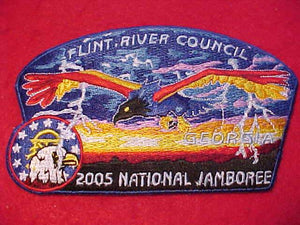 FLINT RIVER COUNCIL
GEORGIA
2005 NATIONAL JAMBOREE